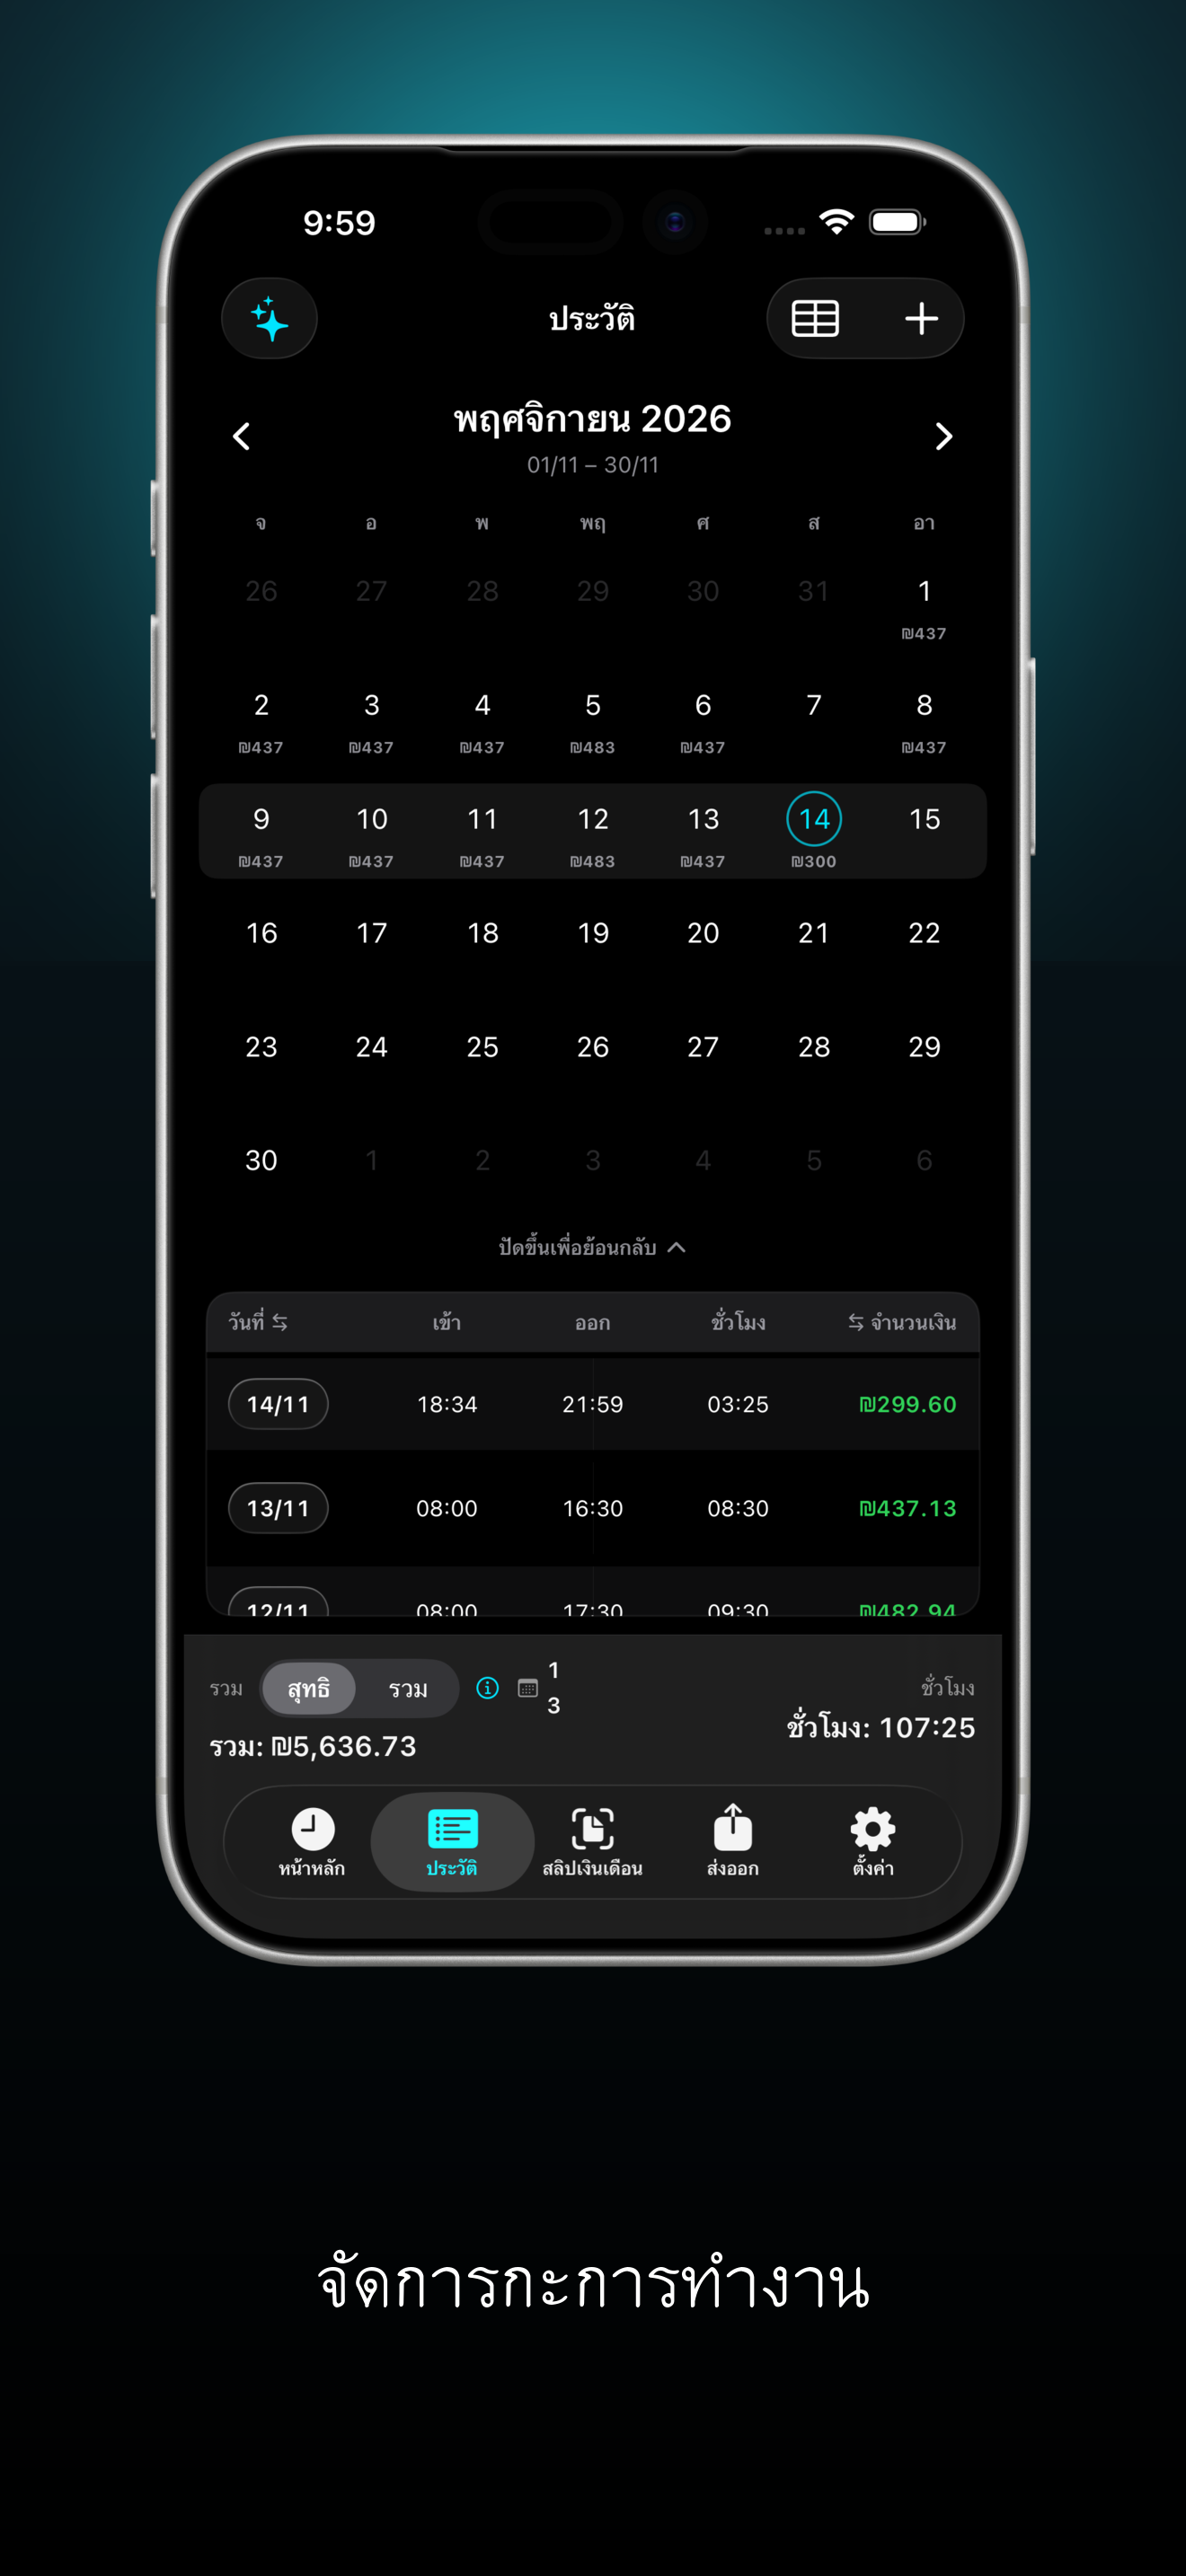 9:59
ประวัติ
พฤศจิกายน 2026
01/11 – 30/11
จ อ พ พฤ ศ ส อา
26 27 28 29 30 31 1
₪437
2 3 4 5 6 7 8
₪437 ₪437 ₪437 ₪483 ₪437 ₪437
9 10 11 12 13 14 15
₪437 ₪437 ₪437 ₪483 ₪437 ₪300
16 17 18 19 20 21 22
23 24 25 26 27 28 29
30 1 2 3 4 5 6
ปัดขึ้นเพื่อย้อนกลับ
วันที่ เข้า ออก ชั่วโมง จำนวนเงิน
14/11 18:34 21:59 03:25 ₪299.60
13/11 08:00 16:30 08:30 ₪437.13
12/11 08:00 17:30 09:30 ₪482.94
รวม สุทธิ รวม 13 ชั่วโมง
รวม: ₪5,636.73 ชั่วโมง: 107:25
หน้าหลัก ประวัติ สลิปเงินเดือน ส่งออก ตั้งค่า
จัดการกะการทำงาน